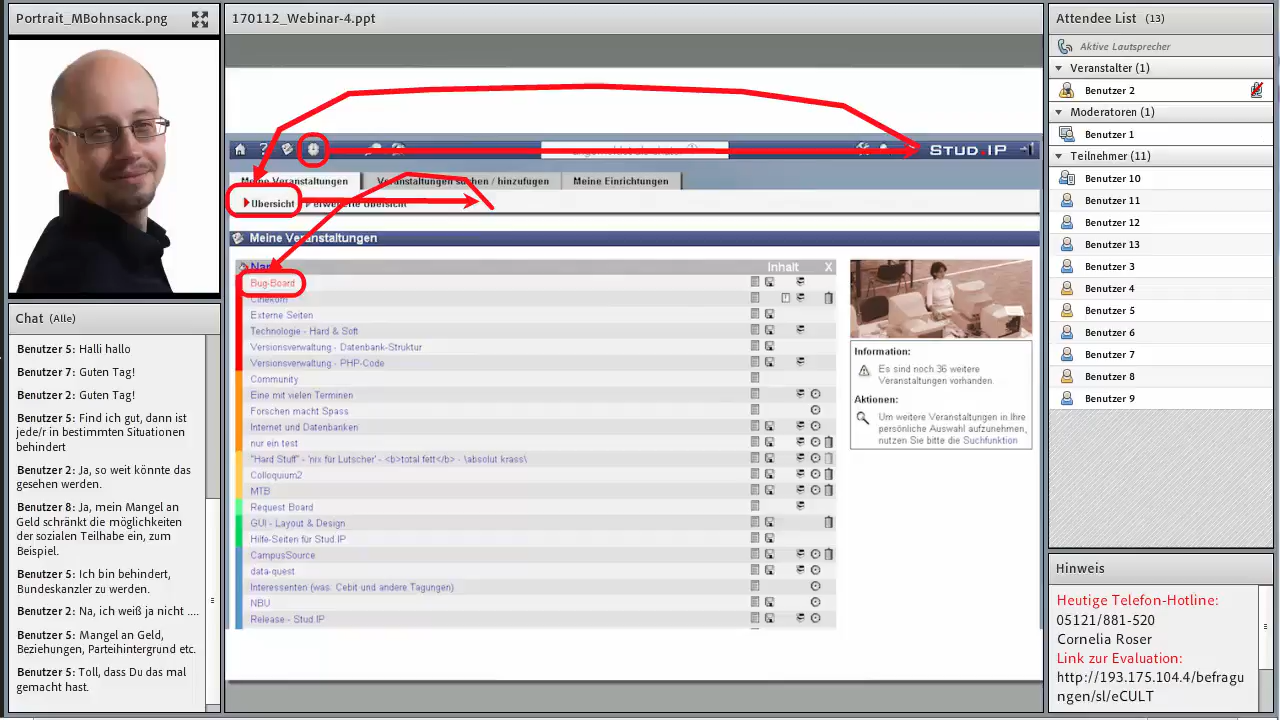 Portrait_MBohnsack.png
Chat (Alle)
Benutzer 5: Halli hallo
Benutzer 7: Guten Tag!
Benutzer 2: Guten Tag!
Benutzer 5: Find ich gut, dann ist
jede/r in bestimmten Situationen
behindert
Benutzer 2: Ja, so weit könnte das
gesehen werden.
Benutzer 8: Ja, mein Mangel an
Geld schränkt die möglichkeiten
der sozialen Teilhabe ein, zum
Beispiel.
Benutzer 5: Ich bin behindert,
Bundeskanzler zu werden.
Benutzer 2: Na, ich weiß ja nicht ....
Benutzer 5: Mangel an Geld,
Beziehungen, Parteihintergrund etc.
Benutzer 5: Toll, dass Du das mal
gemacht hast.
170112_Webinar-4.ppt
STUD.IP
Meine Veranstaltungen
Veranstaltungen suchen / hinzufügen
Meine Einrichtungen
Übersicht
erweiterte Übersicht
Meine Veranstaltungen
Name
Inhalt
X
Bug-Board
Cinekom
Externe Seiten
Technologie - Hard & Soft
Versionsverwaltung - Datenbank-Struktur
Versionsverwaltung - PHP-Code
Community
Eine mit vielen Terminen
Forschen macht Spass
Internet und Datenbanken
nur ein test
"Hard Stuff" - 'nix für Lutscher' - <b>total fett</b> - \absolut krass\
Colloquium2
MTB
Request Board
GUI - Layout & Design
Hilfe-Seiten für Stud.IP
CampusSource
data-quest
Interessenten (was: Cebit und andere Tagungen)
NBU
Release - Stud.IP
Information:
Es sind noch 36 weitere
Veranstaltungen vorhanden.
Aktionen:
Um weitere Veranstaltungen in Ihre
persönliche Auswahl aufzunehmen,
nutzen Sie bitte die Suchfunktion
Attendee List (13)
Aktive Lautsprecher
Veranstalter (1)
Benutzer 2
Moderatoren (1)
Benutzer 1
Teilnehmer (11)
Benutzer 10
Benutzer 11
Benutzer 12
Benutzer 13
Benutzer 3
Benutzer 4
Benutzer 5
Benutzer 6
Benutzer 7
Benutzer 8
Benutzer 9
Hinweis
Heutige Telefon-Hotline:
05121/881-520
Cornelia Roser
Link zur Evaluation:
http://193.175.104.4/befragu
ngen/sl/eCULT